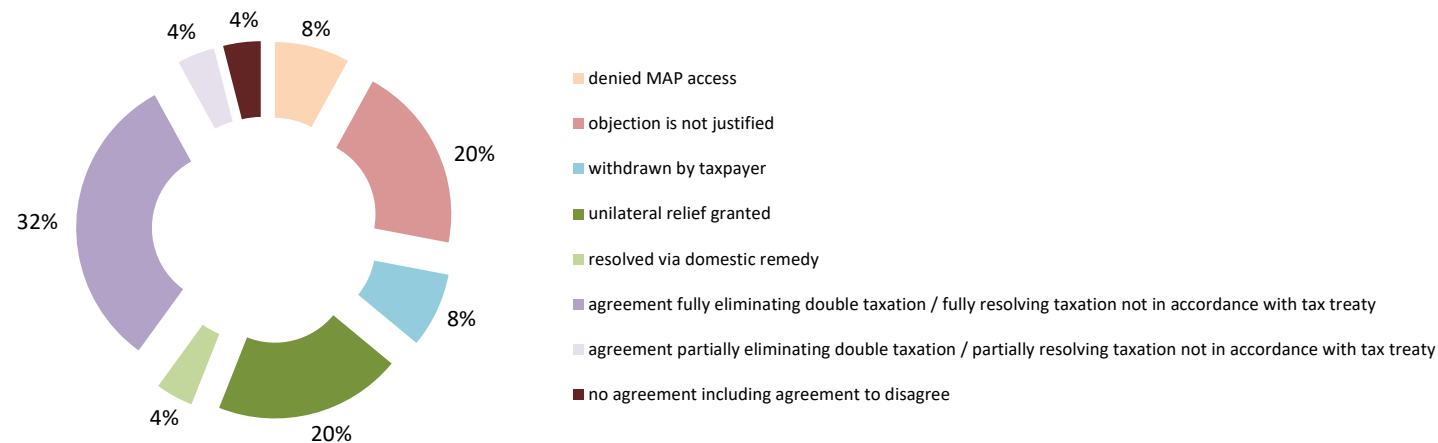 4%
4%
8%
20%
32%
8%
4%
20%
denied MAP access
objection is not justified
withdrawn by taxpayer
unilateral relief granted
resolved via domestic remedy
agreement fully eliminating double taxation / fully resolving taxation not in accordance with tax treaty
agreement partially eliminating double taxation / partially resolving taxation not in accordance with tax treaty
no agreement including agreement to disagree